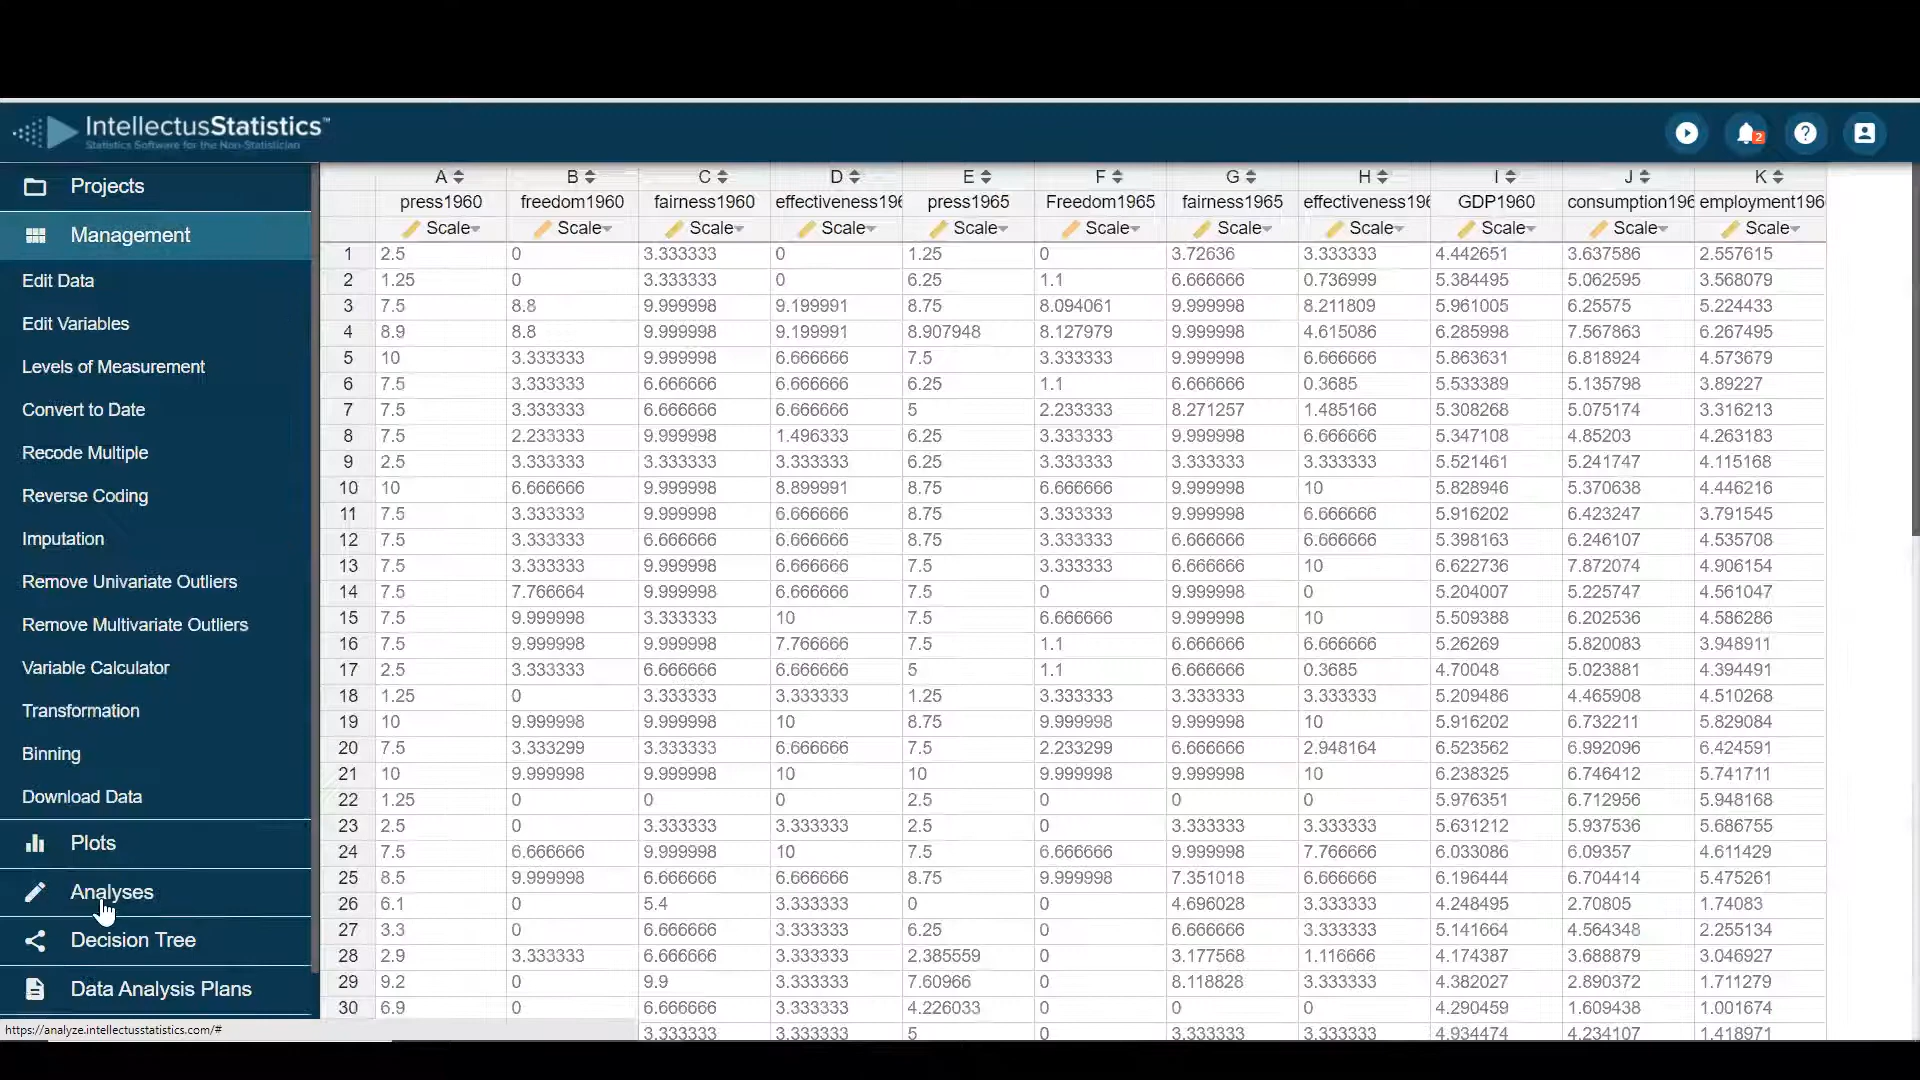 IntellectusStatistics™
Statistics Software for the Non-Statistician
2
Projects
Management
Edit Data
Edit Variables
Levels of Measurement
Convert to Date
Recode Multiple
Reverse Coding
Imputation
Remove Univariate Outliers
Remove Multivariate Outliers
Variable Calculator
Transformation
Binning
Download Data
Plots
Analyses
Decision Tree
Data Analysis Plans
https://analyze.intellectusstatistics.com/#
A B C D E F G H I J K
press1960 freedom1960 fairness1960 effectiveness196 press1965 Freedom1965 fairness1965 effectiveness196 GDP1960 consumption196 employment196
Scale Scale Scale Scale Scale Scale Scale Scale Scale Scale Scale
1 2.5 0 3.333333 0 1.25 0 3.72636 3.333333 4.442651 3.637586 2.557615
2 1.25 0 3.333333 0 6.25 1.1 6.666666 0.736999 5.384495 5.062595 3.568079
3 7.5 8.8 9.999998 9.199991 8.75 8.094061 9.999998 8.211809 5.961005 6.25575 5.224433
4 8.9 8.8 9.999998 9.199991 8.907948 8.127979 9.999998 4.615086 6.285998 7.567863 6.267495
5 10 3.333333 9.999998 6.666666 7.5 3.333333 9.999998 6.666666 5.863631 6.818924 4.573679
6 7.5 3.333333 6.666666 6.666666 6.25 1.1 6.666666 0.3685 5.533389 5.135798 3.89227
7 7.5 3.333333 6.666666 6.666666 5 2.233333 8.271257 1.485166 5.308268 5.075174 3.316213
8 7.5 2.233333 9.999998 1.496333 6.25 3.333333 9.999998 6.666666 5.347108 4.85203 4.263183
9 2.5 3.333333 3.333333 3.333333 6.25 3.333333 3.333333 3.333333 5.521461 5.241747 4.115168
10 10 6.666666 9.999998 8.899991 8.75 6.666666 9.999998 10 5.828946 5.370638 4.446216
11 7.5 3.333333 9.999998 6.666666 8.75 3.333333 9.999998 6.666666 5.916202 6.423247 3.791545
12 7.5 3.333333 6.666666 6.666666 8.75 3.333333 6.666666 6.666666 5.398163 6.246107 4.535708
13 7.5 3.333333 9.999998 6.666666 7.5 3.333333 6.666666 10 6.622736 7.872074 4.906154
14 7.5 7.766664 9.999998 6.666666 7.5 0 9.999998 0 5.204007 5.225747 4.561047
15 7.5 9.999998 3.333333 10 7.5 6.666666 9.999998 10 5.509388 6.202536 4.586286
16 7.5 9.999998 9.999998 7.766666 7.5 1.1 6.666666 6.666666 5.26269 5.820083 3.948911
17 2.5 3.333333 6.666666 6.666666 5 1.1 6.666666 0.3685 4.70048 5.023881 4.394491
18 1.25 0 3.333333 3.333333 1.25 3.333333 3.333333 3.333333 5.209486 4.465908 4.510268
19 10 9.999998 9.999998 10 8.75 9.999998 9.999998 10 5.916202 6.732211 5.829084
20 7.5 3.333299 3.333333 6.666666 7.5 2.233299 6.666666 2.948164 6.523562 6.992096 6.424591
21 10 9.999998 9.999998 10 10 9.999998 9.999998 10 6.238325 6.746412 5.741711
22 1.25 0 0 0 2.5 0 0 0 5.976351 6.712956 5.948168
23 2.5 0 3.333333 3.333333 2.5 0 3.333333 3.333333 5.631212 5.937536 5.686755
24 7.5 6.666666 9.999998 10 7.5 6.666666 9.999998 7.766666 6.033086 6.09357 4.611429
25 8.5 9.999998 6.666666 6.666666 8.75 9.999998 7.351018 6.666666 6.196444 6.704414 5.475261
26 6.1 0 5.4 3.333333 0 0 4.696028 3.333333 4.248495 2.70805 1.74083
27 3.3 0 6.666666 3.333333 6.25 0 6.666666 3.333333 5.141664 4.564348 2.255134
28 2.9 3.333333 6.666666 3.333333 2.385559 0 3.177568 1.116666 4.174387 3.688879 3.046927
29 9.2 0 9.9 3.333333 7.60966 0 8.118828 3.333333 4.382027 2.890372 1.711279
30 6.9 0 6.666666 3.333333 4.226033 0 0 0 4.290459 1.609438 1.001674
3.333333 3.333333 5 0 3.333333 3.333333 4.934474 4.234107 1.418971